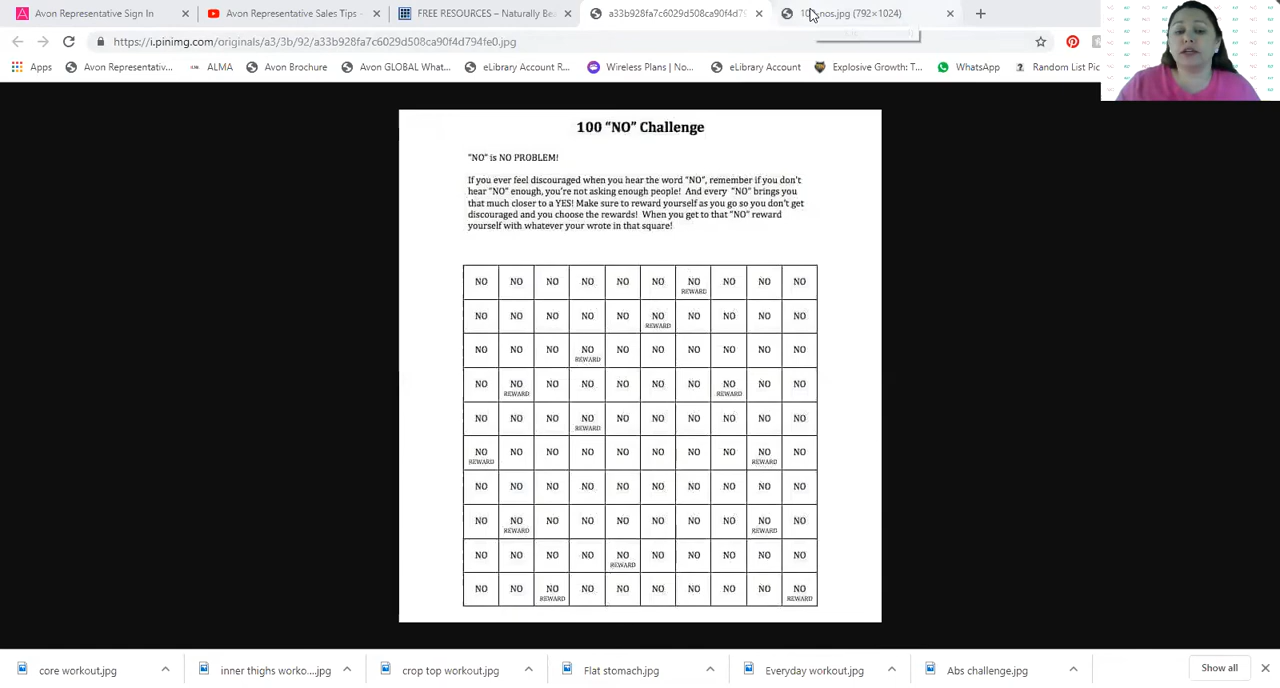 Avon Representative Sign In
Avon Representative Sales Tips -
FREE RESOURCES – Naturally Be
a33b928fa7c6029d508ca90f4d79
nos.jpg (792×1024)
https://i.pinimg.com/originals/a3/3b/92/a33b928fa7c6029d508ca90f4d794fe0.jpg
Apps
Avon Representativ...
ALMA
Avon Brochure
Avon GLOBAL What...
Church Work - C-R...
Wireless Plans | No...
eLibrary Account
Explosive Growth: T...
WhatsApp
Random List Pic
100 “NO” Challenge
“NO” is NO PROBLEM!
If you ever feel discouraged when you hear the word “NO”, remember if you don't
hear “NO” enough, you're not asking enough people! And every “NO” brings you
that much closer to a YES! Make sure to reward yourself as you go so you don't get
discouraged and you choose the rewards! When you get to that “NO” reward
yourself with whatever your wrote in that square!
NO NO NO NO NO NO NO NO NO NO
REWARD
NO NO NO NO NO NO NO NO NO NO
REWARD
NO NO NO NO NO NO NO NO NO NO
REWARD
NO NO NO NO NO NO NO NO NO NO
REWARD REWARD
NO NO NO NO NO NO NO NO NO NO
REWARD
NO NO NO NO NO NO NO NO NO NO
REWARD REWARD
NO NO NO NO NO NO NO NO NO NO
NO NO NO NO NO NO NO NO NO NO
REWARD REWARD
NO NO NO NO NO NO NO NO NO NO
REWARD
NO NO NO NO NO NO NO NO NO NO
REWARD REWARD
core workout.jpg
inner thighs worko....jpg
crop top workout.jpg
Flat stomach.jpg
Everyday workout.jpg
Abs challenge.jpg
Show all